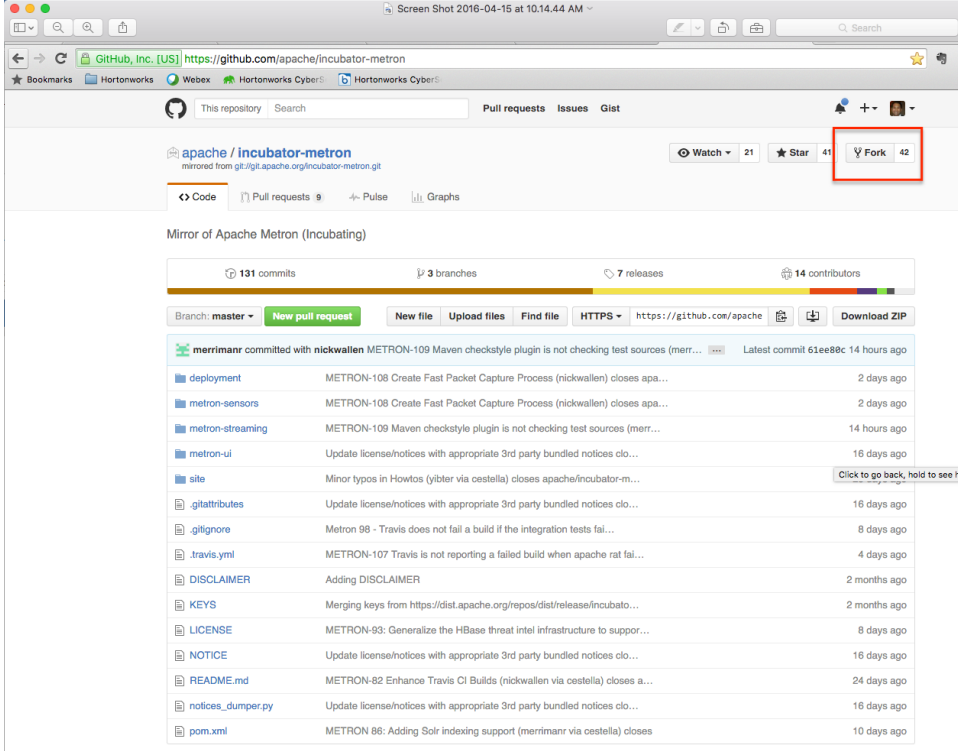 Screen Shot 2016-04-15 at 10.14.44 AM
Search
GitHub, Inc. [US] https://github.com/apache/incubator-metron
Bookmarks Hortonworks Webex Hortonworks CyberS Hortonworks CyberS
This repository Search Pull requests Issues Gist
apache / incubator-metron Watch 21 Star 41 Fork 42
mirrored from git://git.apache.org/incubator-metron.git
Code Pull requests 9 Pulse Graphs
Mirror of Apache Metron (Incubating)
131 commits 3 branches 7 releases 14 contributors
Branch: master New pull request New file Upload files Find file HTTPS https://github.com/apache Download ZIP
merrimanr committed with nickwallen METRON-109 Maven checkstyle plugin is not checking test sources (merr… … Latest commit 61ee80c 14 hours ago
deployment METRON-108 Create Fast Packet Capture Process (nickwallen) closes apa… 2 days ago
metron-sensors METRON-108 Create Fast Packet Capture Process (nickwallen) closes apa… 2 days ago
metron-streaming METRON-109 Maven checkstyle plugin is not checking test sources (merr… 14 hours ago
metron-ui Update license/notices with appropriate 3rd party bundled notices clo… 16 days ago
site Minor typos in Howtos (yibter via cestella) closes apache/incubator-m…
Click to go back, hold to see h
.gitattributes Update license/notices with appropriate 3rd party bundled notices clo… 16 days ago
.gitignore Metron 98 - Travis does not fail a build if the integration tests fai… 8 days ago
.travis.yml METRON-107 Travis is not reporting a failed build when apache rat fai… 4 days ago
DISCLAIMER Adding DISCLAIMER 2 months ago
KEYS Merging keys from https://dist.apache.org/repos/dist/release/incubato… 2 months ago
LICENSE METRON-93: Generalize the HBase threat intel infrastructure to suppor… 8 days ago
NOTICE Update license/notices with appropriate 3rd party bundled notices clo… 16 days ago
README.md METRON-82 Enhance Travis CI Builds (nickwallen via cestella) closes a… 24 days ago
notices_dumper.py Update license/notices with appropriate 3rd party bundled notices clo… 16 days ago
pom.xml METRON 86: Adding Solr indexing support (merrimanr via cestella) closes 10 days ago